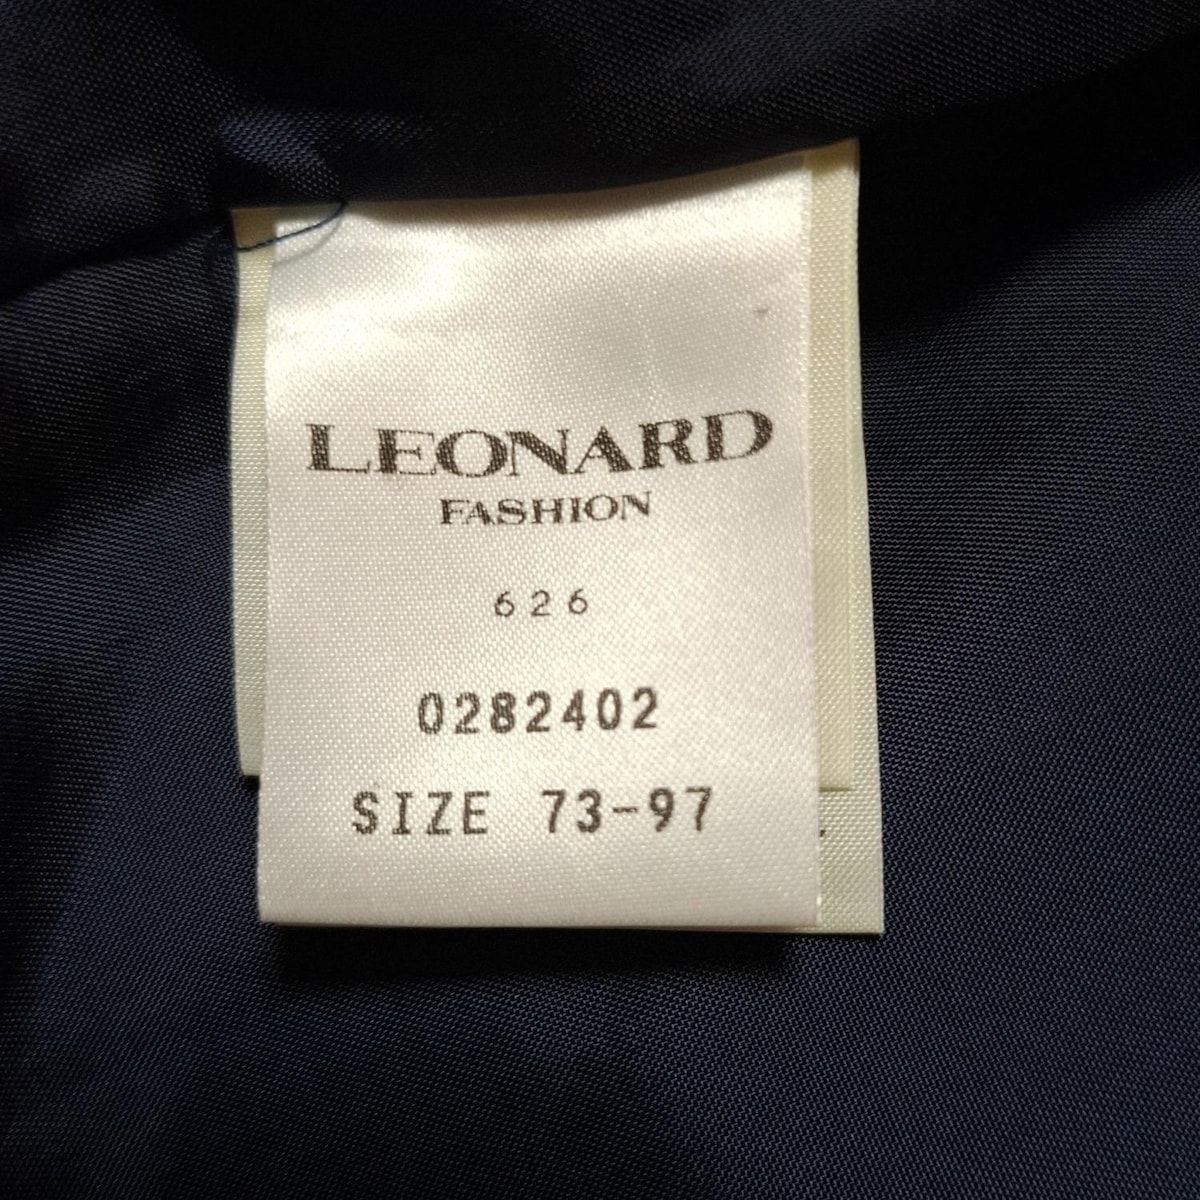 LEONARD
FASHION
626
0282402
SIZE 73-97